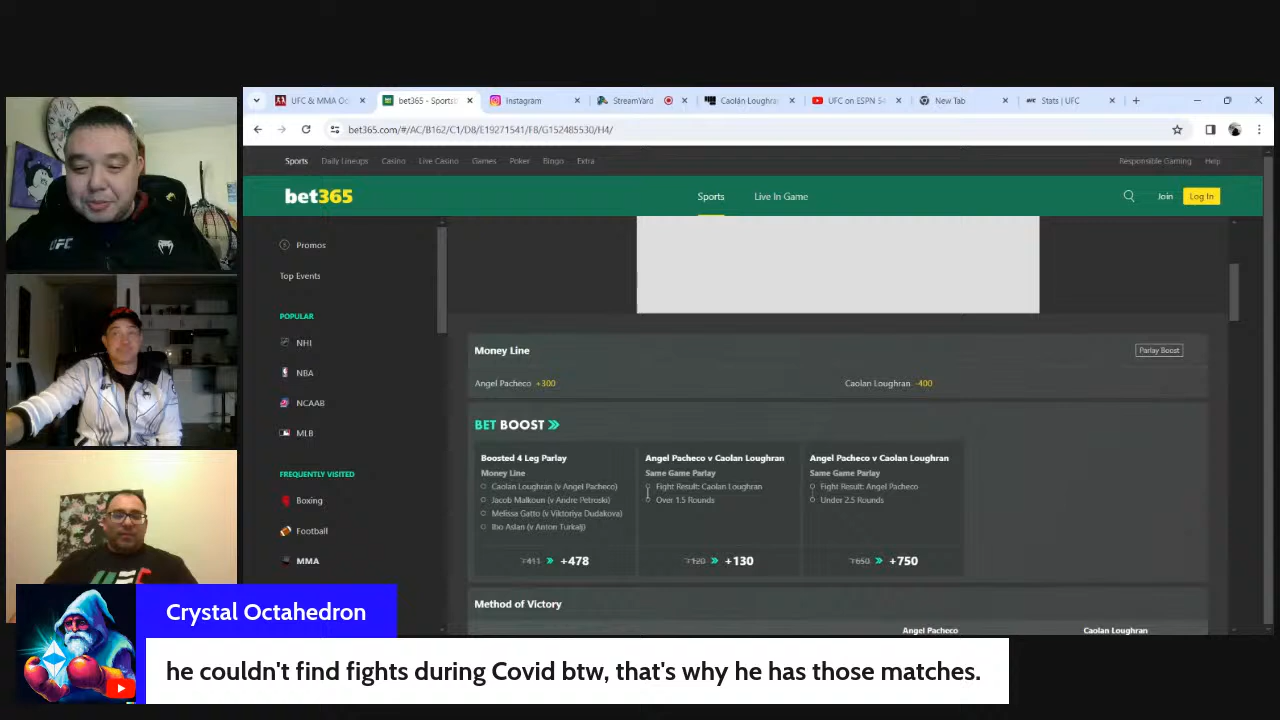 UFC & MMA Oc
bet365 - Sportsb
Instagram
StreamYard
Caolán Loughra
UFC on ESPN 54
New Tab
Stats | UFC
bet365.com/#/AC/B162/C1/D8/E19271541/F8/G152485530/H4/
Sports Daily Lineups Casino Live Casino Games Poker Bingo Extra
Responsible Gaming Help
bet365
Sports Live In Game
Join Log In
Promos
Top Events
POPULAR
NHL
NBA
NCAAB
MLB
FREQUENTLY VISITED
Boxing
Football
MMA
Money Line
Parlay Boost
Angel Pacheco +300
Caolan Loughran -400
BET BOOST
Boosted 4 Leg Parlay
Money Line
Caolan Loughran (v Angel Pacheco)
Jacob Malkoun (v Andre Petroski)
Melissa Gatto (v Viktoriya Dudakova)
Ibo Aslan (v Anton Turkalj)
+411 +478
Angel Pacheco v Caolan Loughran
Same Game Parlay
Fight Result: Caolan Loughran
Over 1.5 Rounds
+120 +130
Angel Pacheco v Caolan Loughran
Same Game Parlay
Fight Result: Angel Pacheco
Under 2.5 Rounds
+650 +750
Method of Victory
Angel Pacheco Caolan Loughran
UFC
UFC
Crystal Octahedron
he couldn't find fights during Covid btw, that's why he has those matches.